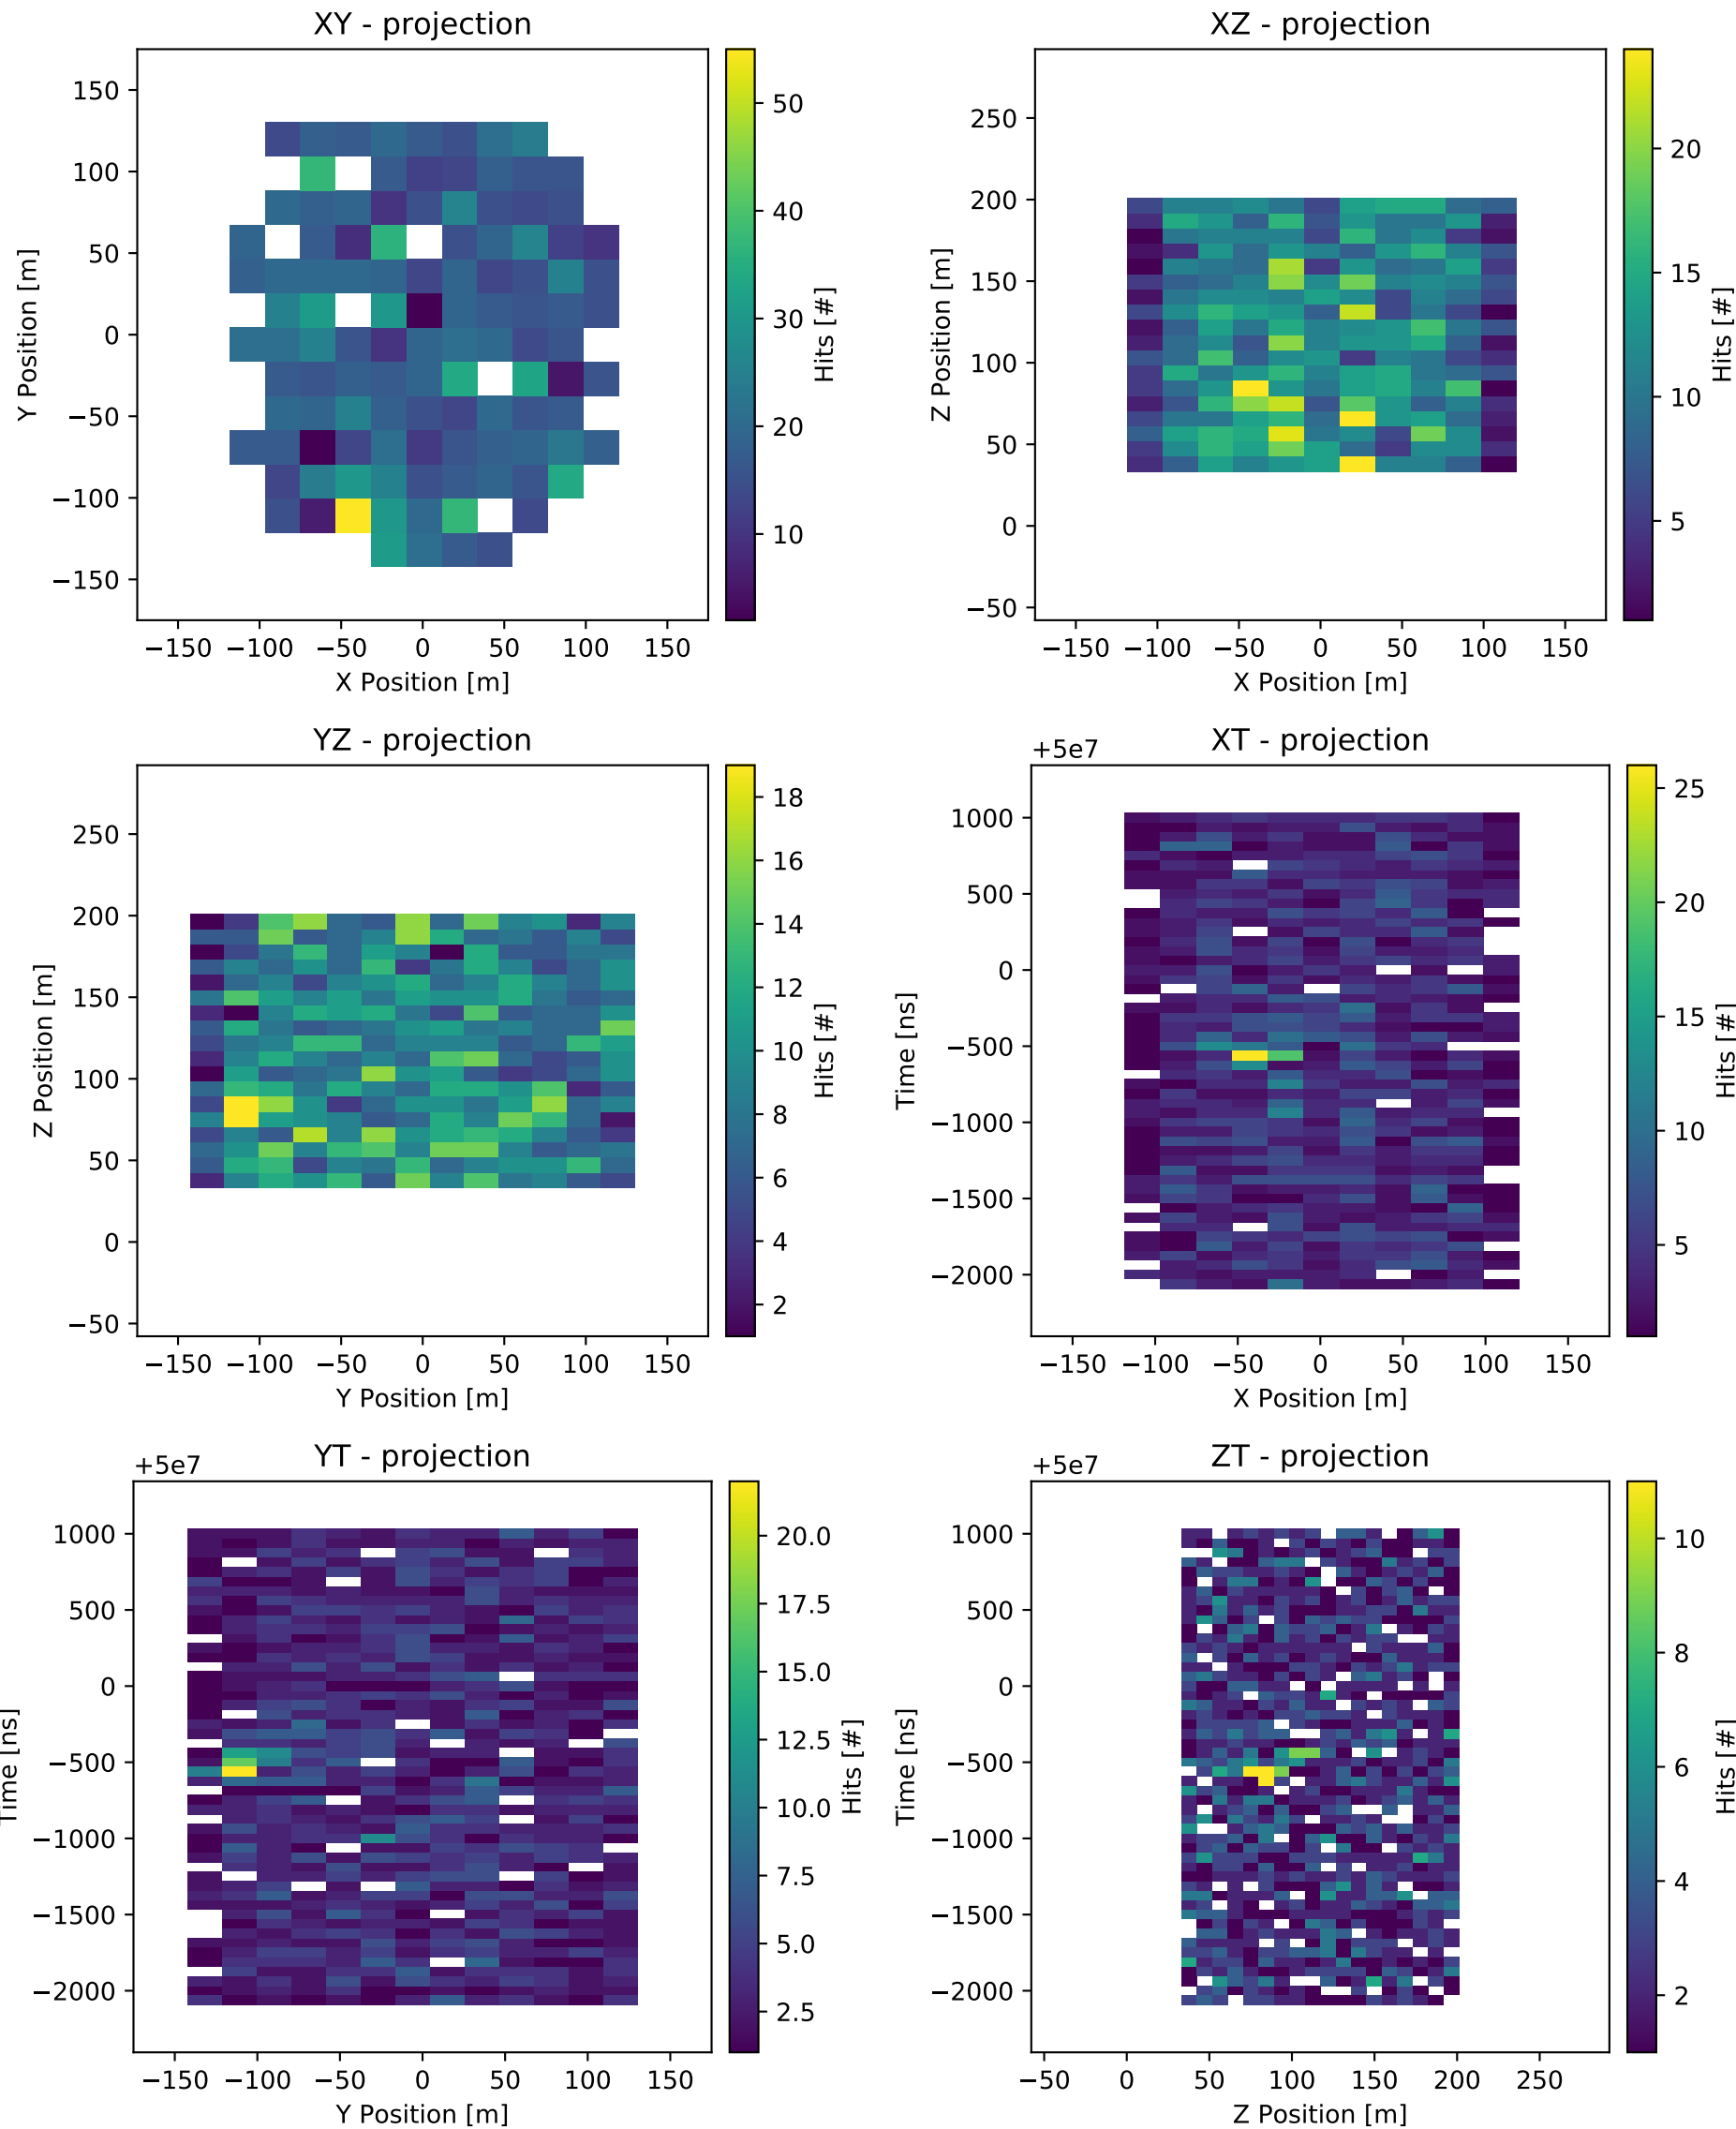 XY - projection
150
100
50
0
−50
−100
−150
Y Position [m]
−150 −100 −50 0 50 100 150
X Position [m]
50
40
30
20
10
Hits [#]
XZ - projection
250
200
150
100
50
0
−50
Z Position [m]
−150 −100 −50 0 50 100 150
X Position [m]
20
15
10
5
Hits [#]
YZ - projection
250
200
150
100
50
0
−50
Z Position [m]
−150 −100 −50 0 50 100 150
Y Position [m]
18
16
14
12
10
8
6
4
2
Hits [#]
XT - projection
+5e7
1000
500
0
−500
−1000
−1500
−2000
Time [ns]
−150 −100 −50 0 50 100 150
X Position [m]
25
20
15
10
5
Hits [#]
YT - projection
+5e7
1000
500
0
−500
−1000
−1500
−2000
Time [ns]
−150 −100 −50 0 50 100 150
Y Position [m]
20.0
17.5
15.0
12.5
10.0
7.5
5.0
2.5
Hits [#]
ZT - projection
+5e7
1000
500
0
−500
−1000
−1500
−2000
Time [ns]
−50 0 50 100 150 200 250
Z Position [m]
10
8
6
4
2
Hits [#]